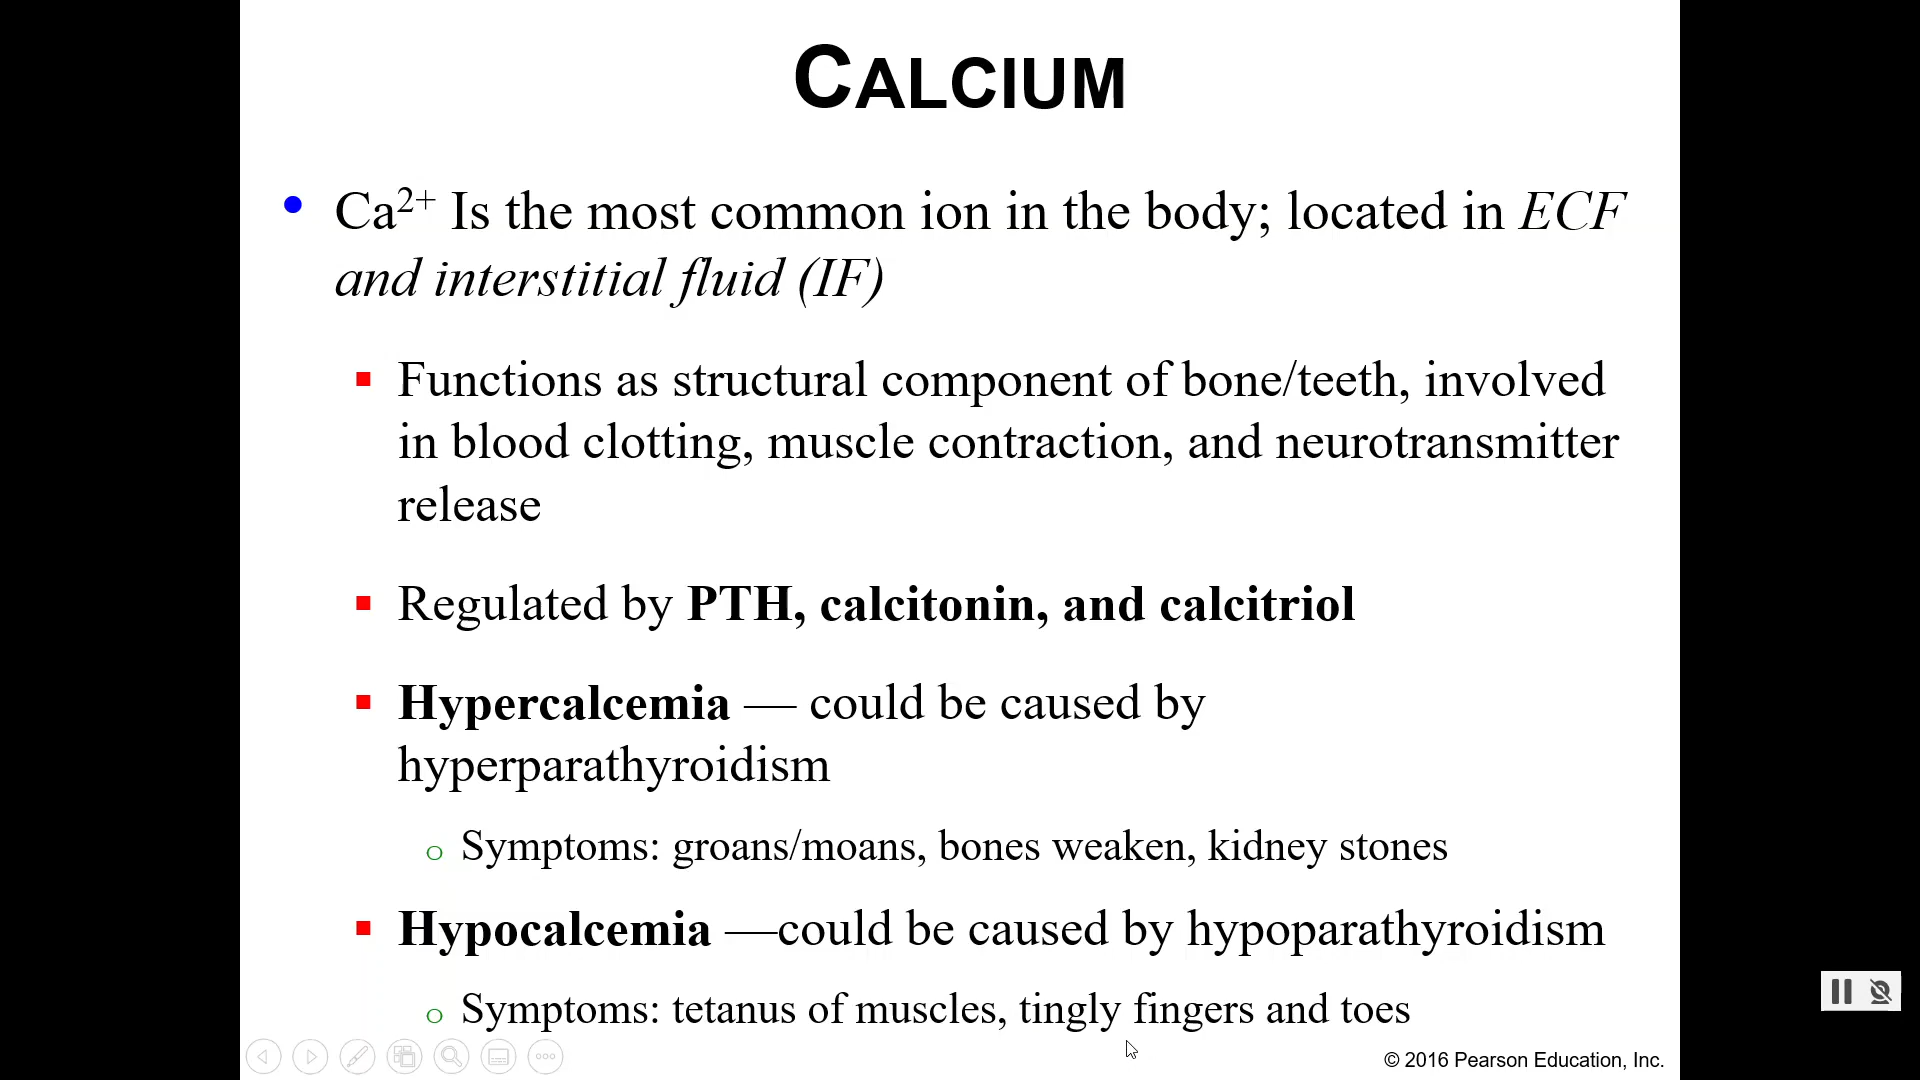 CALCIUM
• Ca2+ Is the most common ion in the body; located in ECF
and interstitial fluid (IF)
▪ Functions as structural component of bone/teeth, involved
in blood clotting, muscle contraction, and neurotransmitter
release
▪ Regulated by PTH, calcitonin, and calcitriol
▪ Hypercalcemia — could be caused by
hyperparathyroidism
o Symptoms: groans/moans, bones weaken, kidney stones
▪ Hypocalcemia —could be caused by hypoparathyroidism
o Symptoms: tetanus of muscles, tingly fingers and toes
© 2016 Pearson Education, Inc.